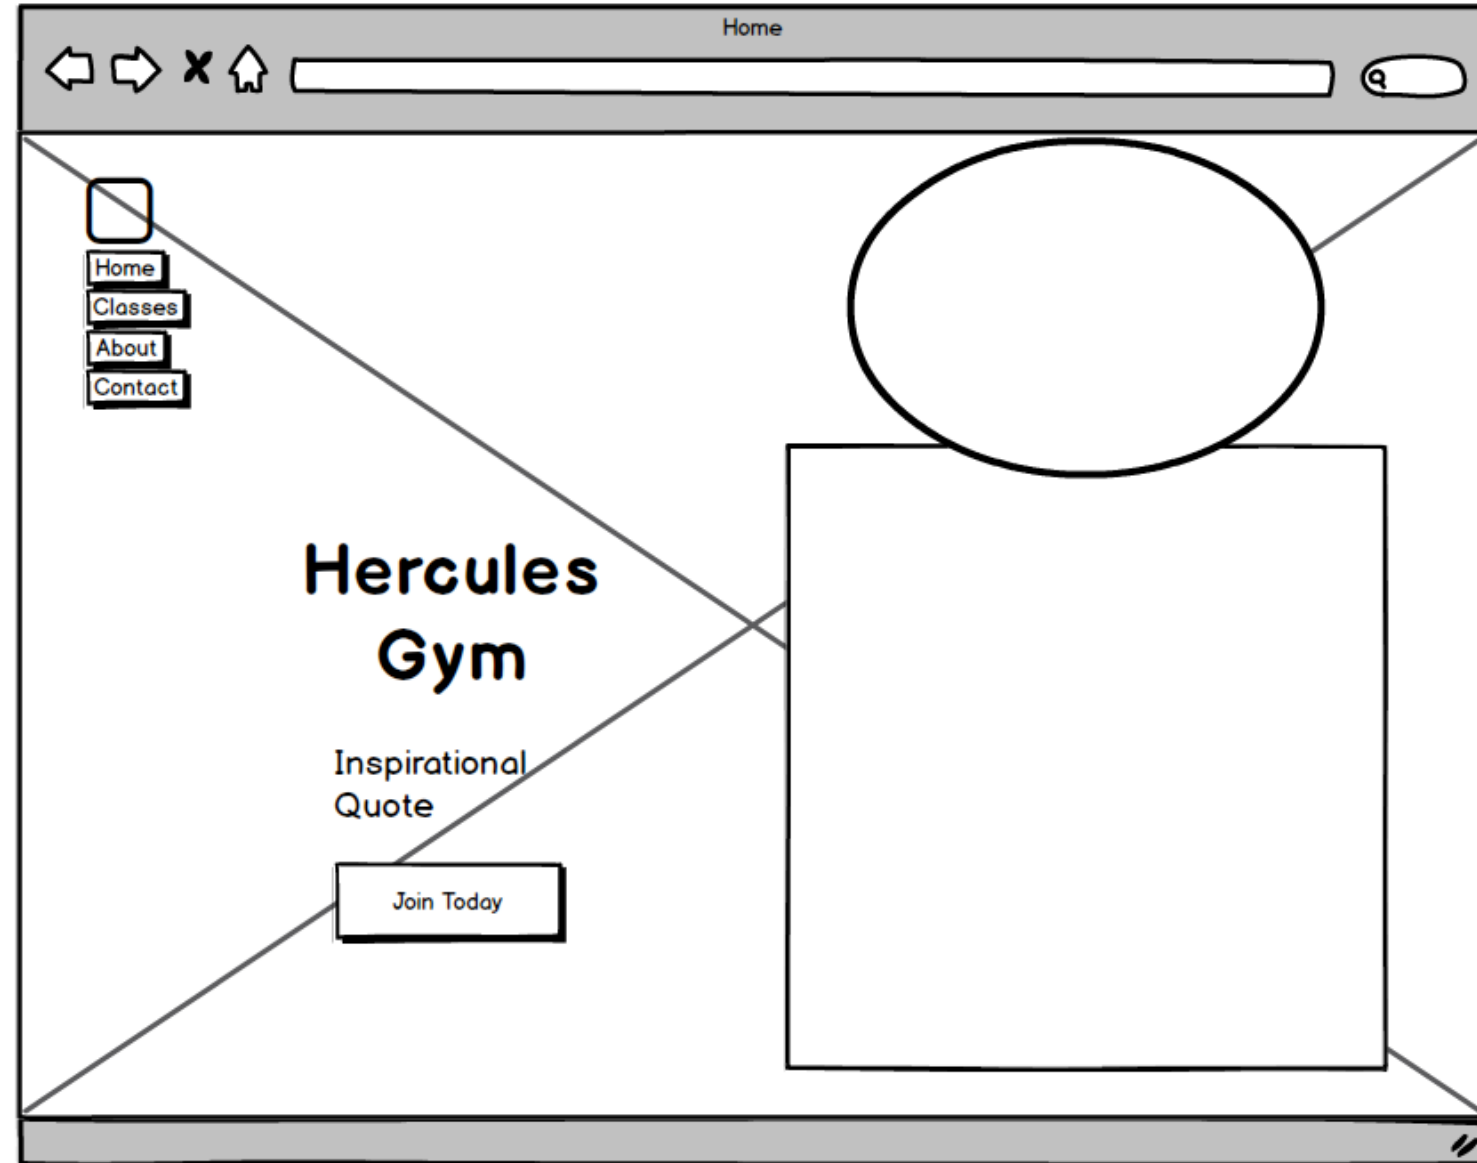 Home
Home
Classes
About
Contact
Hercules
Gym
Inspirational
Quote
Join Today